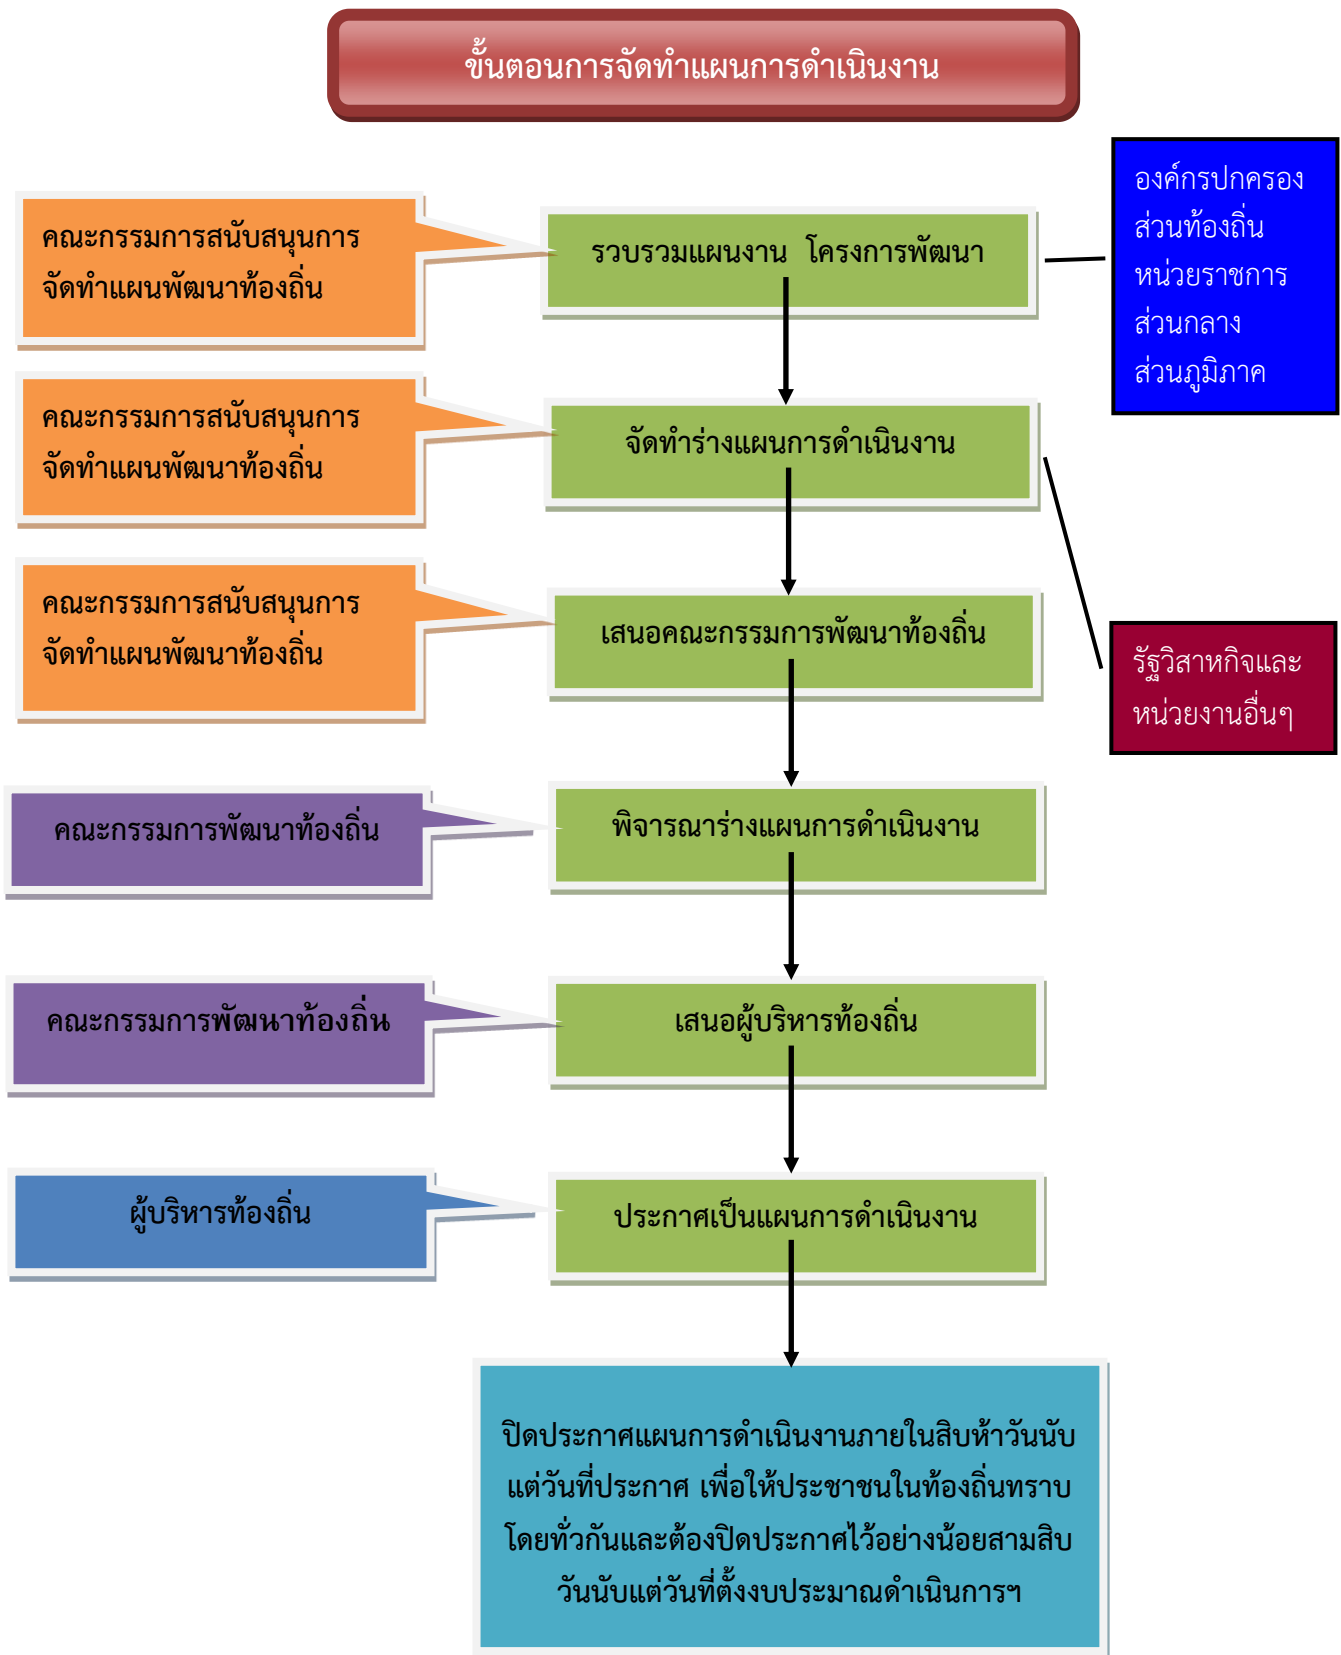 ขั้นตอนการจัดทำแผนการดำเนินงาน
องค์กรปกครอง
ส่วนท้องถิ่น
หน่วยราชการ
ส่วนกลาง
ส่วนภูมิภาค
คณะกรรมการสนับสนุนการ
จัดทำแผนพัฒนาท้องถิ่น
รวบรวมแผนงาน โครงการพัฒนา
คณะกรรมการสนับสนุนการ
จัดทำแผนพัฒนาท้องถิ่น
จัดทำร่างแผนการดำเนินงาน
คณะกรรมการสนับสนุนการ
จัดทำแผนพัฒนาท้องถิ่น
เสนอคณะกรรมการพัฒนาท้องถิ่น
รัฐวิสาหกิจและ
หน่วยงานอื่นๆ
คณะกรรมการพัฒนาท้องถิ่น
พิจารณาร่างแผนการดำเนินงาน
คณะกรรมการพัฒนาท้องถิ่น
เสนอผู้บริหารท้องถิ่น
ผู้บริหารท้องถิ่น
ประกาศเป็นแผนการดำเนินงาน
ปิดประกาศแผนการดำเนินงานภายในสิบห้าวันนับ
แต่วันที่ประกาศ เพื่อให้ประชาชนในท้องถิ่นทราบ
โดยทั่วกันและต้องปิดประกาศไว้อย่างน้อยสามสิบ
วันนับแต่วันที่ตั้งงบประมาณดำเนินการฯ